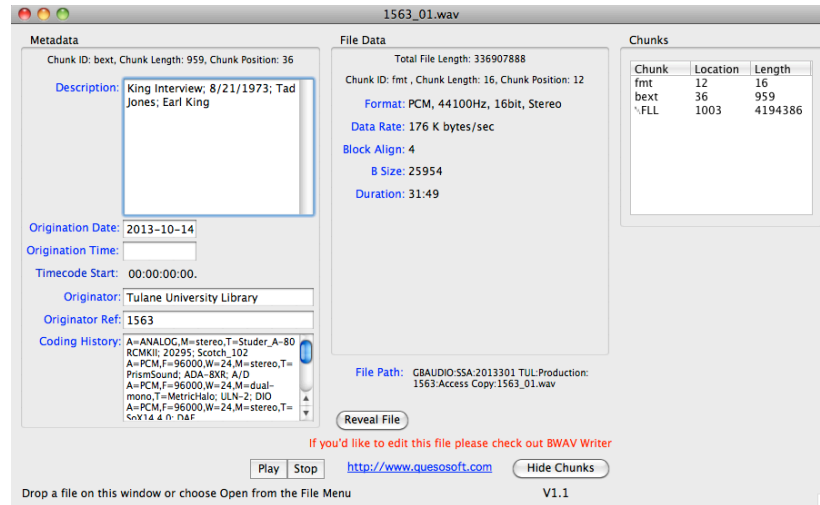 1563_01.wav
Metadata
Chunk ID: bext, Chunk Length: 959, Chunk Position: 36
Description: King Interview; 8/21/1973; Tad
Jones; Earl King
Origination Date: 2013-10-14
Origination Time:
Timecode Start: 00:00:00:00.
Originator: Tulane University Library
Originator Ref: 1563
Coding History: A=ANALOG,M=stereo,T=Studer_A-80
RCMKII; 20295; Scotch_102
A=PCM,F=96000,W=24,M=stereo,T=
PrismSound; ADA-8XR; A/D
A=PCM,F=96000,W=24,M=dual-
mono,T=MetricHalo; ULN-2; DIO
A=PCM,F=96000,W=24,M=stereo,T=
SoX14.4.0; DAE
File Data
Total File Length: 336907888
Chunk ID: fmt , Chunk Length: 16, Chunk Position: 12
Format: PCM, 44100Hz, 16bit, Stereo
Data Rate: 176 K bytes/sec
Block Align: 4
B Size: 25954
Duration: 31:49
File Path: GBAUDIO:SSA:2013301 TUL:Production:
1563:Access Copy:1563_01.wav
Reveal File
Chunks
Chunk Location Length
fmt 12 16
bext 36 959
FLL 1003 4194386
If you'd like to edit this file please check out BWAV Writer
Play Stop http://www.quesosoft.com Hide Chunks
Drop a file on this window or choose Open from the File Menu V1.1